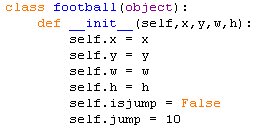 class football(object):
    def __init__(self,x,y,w,h):
        self.x = x
        self.y = y
        self.w = w
        self.h = h
        self.isjump = False
        self.jump = 10